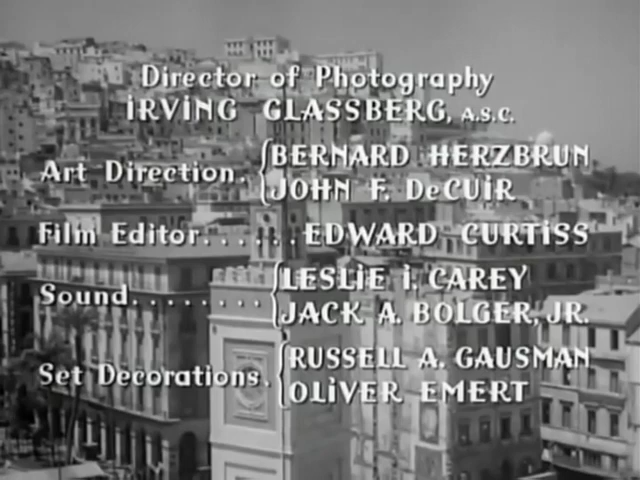 Director of Photography
IRVING GLASSBERG, A.S.C.
Art Direction. BERNARD HERZBRUN
JOHN F. DeCUIR
Film Editor...... EDWARD CURTISS
Sound........ LESLIE I. CAREY
JACK A. BOLGER, JR.
Set Decorations. RUSSELL A. GAUSMAN
OLIVER EMERT